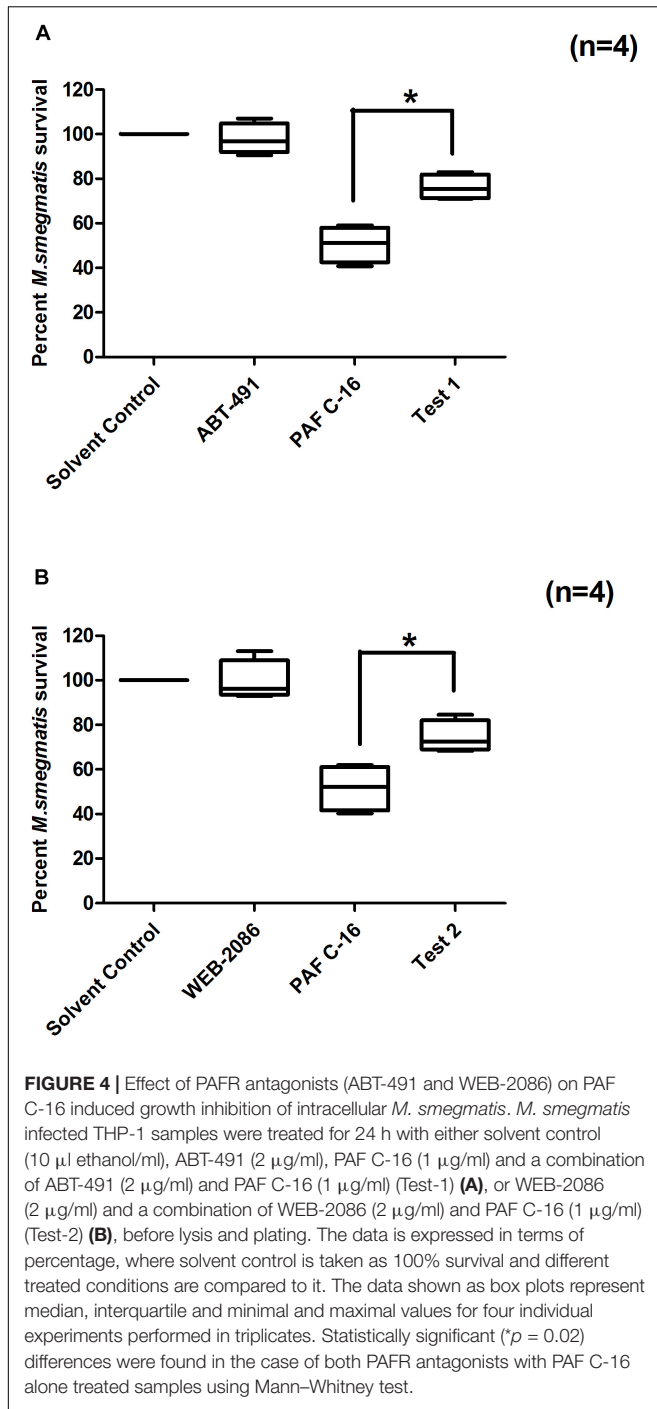 A
(n=4)
*
Percent M.smegmatis survival
120
100
80
60
40
20
0
Solvent Control
ABT-491
PAF C-16
Test 1
B
(n=4)
*
Percent M.smegmatis survival
120
100
80
60
40
20
0
Solvent Control
WEB-2086
PAF C-16
Test 2
FIGURE 4 | Effect of PAFR antagonists (ABT-491 and WEB-2086) on PAF
C-16 induced growth inhibition of intracellular M. smegmatis. M. smegmatis
infected THP-1 samples were treated for 24 h with either solvent control
(10 μl ethanol/ml), ABT-491 (2 μg/ml), PAF C-16 (1 μg/ml) and a combination
of ABT-491 (2 μg/ml) and PAF C-16 (1 μg/ml) (Test-1) (A), or WEB-2086
(2 μg/ml) and a combination of WEB-2086 (2 μg/ml) and PAF C-16 (1 μg/ml)
(Test-2) (B), before lysis and plating. The data is expressed in terms of
percentage, where solvent control is taken as 100% survival and different
treated conditions are compared to it. The data shown as box plots represent
median, interquartile and minimal and maximal values for four individual
experiments performed in triplicates. Statistically significant (*p = 0.02)
differences were found in the case of both PAFR antagonists with PAF C-16
alone treated samples using Mann–Whitney test.